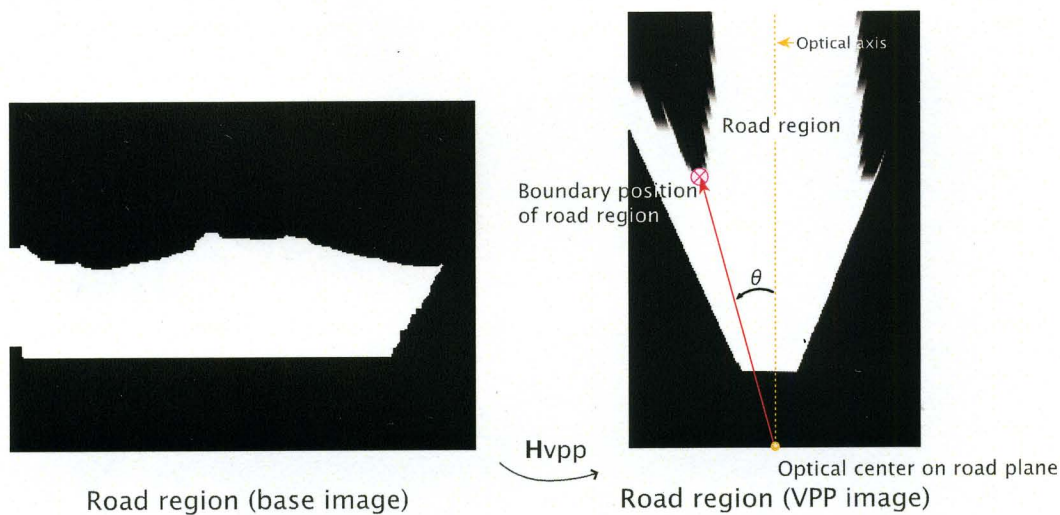 Optical axis
Road region
Boundary position
of road region
θ
Hvpp
Optical center on road plane
Road region (base image)
Road region (VPP image)